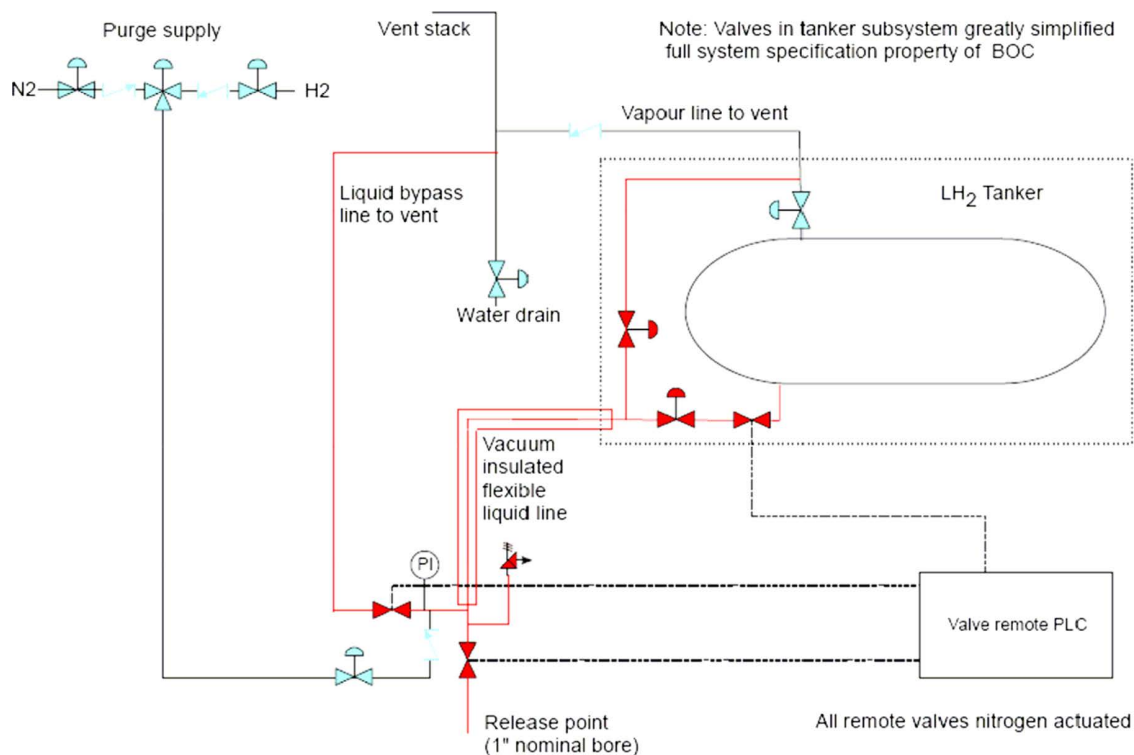 Purge supply
Vent stack
Note: Valves in tanker subsystem greatly simplified
full system specification property of BOC
N2
H2
Vapour line to vent
Liquid bypass
line to vent
LH2 Tanker
Water drain
Vacuum
insulated
flexible
liquid line
PI
Valve remote PLC
Release point
(1" nominal bore)
All remote valves nitrogen actuated